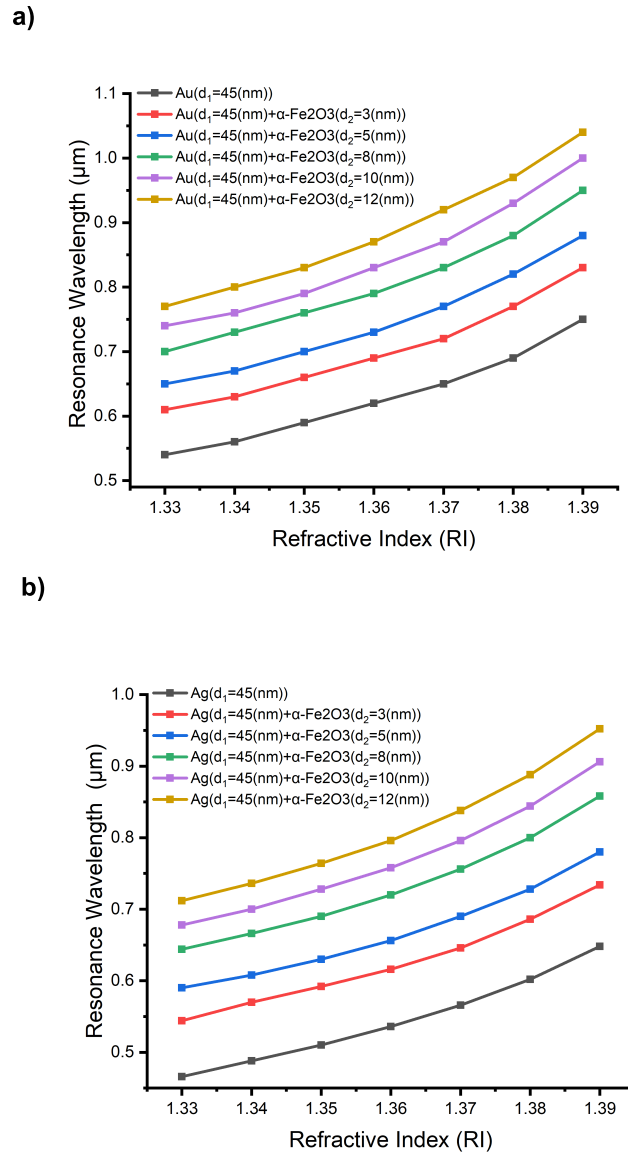 a)
1.1
1.0
0.9
0.8
0.7
0.6
0.5
Resonance Wavelength (μm)
Au(d₁=45(nm))
Au(d₁=45(nm)+α-Fe2O3(d₂=3(nm))
Au(d₁=45(nm)+α-Fe2O3(d₂=5(nm))
Au(d₁=45(nm)+α-Fe2O3(d₂=8(nm))
Au(d₁=45(nm)+α-Fe2O3(d₂=10(nm))
Au(d₁=45(nm)+α-Fe2O3(d₂=12(nm))
1.33 1.34 1.35 1.36 1.37 1.38 1.39
Refractive Index (RI)
b)
1.0
0.9
0.8
0.7
0.6
0.5
Resonance Wavelength (μm)
Ag(d₁=45(nm))
Ag(d₁=45(nm)+α-Fe2O3(d₂=3(nm))
Ag(d₁=45(nm)+α-Fe2O3(d₂=5(nm))
Ag(d₁=45(nm)+α-Fe2O3(d₂=8(nm))
Ag(d₁=45(nm)+α-Fe2O3(d₂=10(nm))
Ag(d₁=45(nm)+α-Fe2O3(d₂=12(nm))
1.33 1.34 1.35 1.36 1.37 1.38 1.39
Refractive Index (RI)